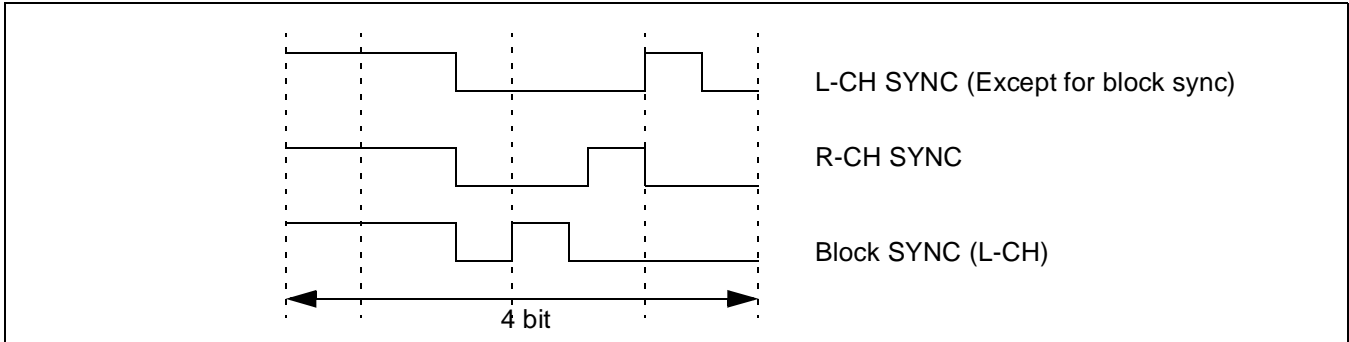 L-CH SYNC (Except for block sync)
R-CH SYNC
Block SYNC (L-CH)
4 bit